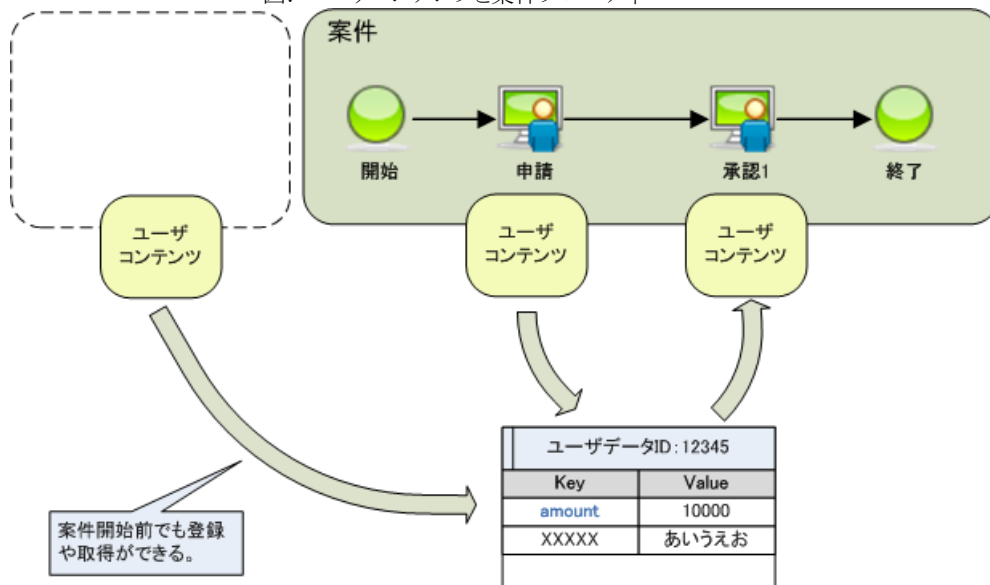 案件
開始
申請
承認1
終了
ユーザ
コンテンツ
ユーザ
コンテンツ
ユーザ
コンテンツ
ユーザデータID:12345
Key Value
amount 10000
XXXXX あいうえお
案件開始前でも登録
や取得ができる。